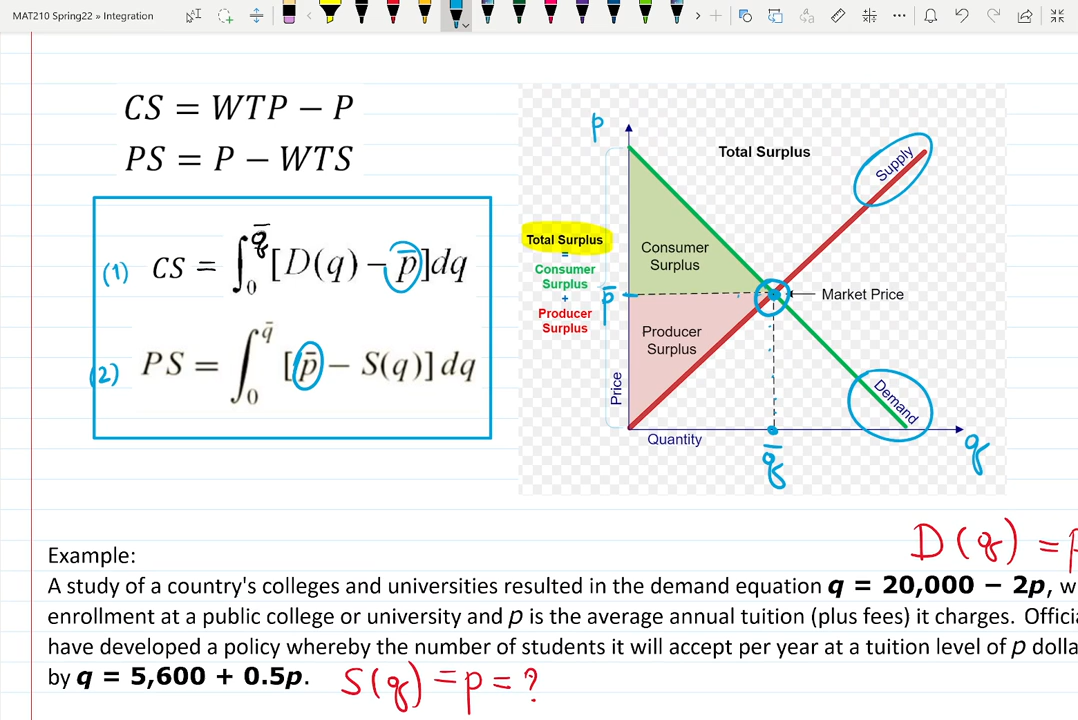 MAT210 Spring22 » Integration
CS = WTP − P
PS = P − WTS
(1) CS = ∫₀^q̄ [D(q) − p̄]dq
(2) PS = ∫₀^q̄ [p̄ − S(q)] dq
p
Total Surplus
Supply
Total Surplus
=
Consumer
Surplus
+
Producer
Surplus
Consumer
Surplus
p̄
Market Price
Producer
Surplus
Price
Demand
Quantity
q̄
q
D(q) = p
Example:
A study of a country's colleges and universities resulted in the demand equation q = 20,000 − 2p, w
enrollment at a public college or university and p is the average annual tuition (plus fees) it charges. Offici
have developed a policy whereby the number of students it will accept per year at a tuition level of p dolla
by q = 5,600 + 0.5p. S(q) = p = ?